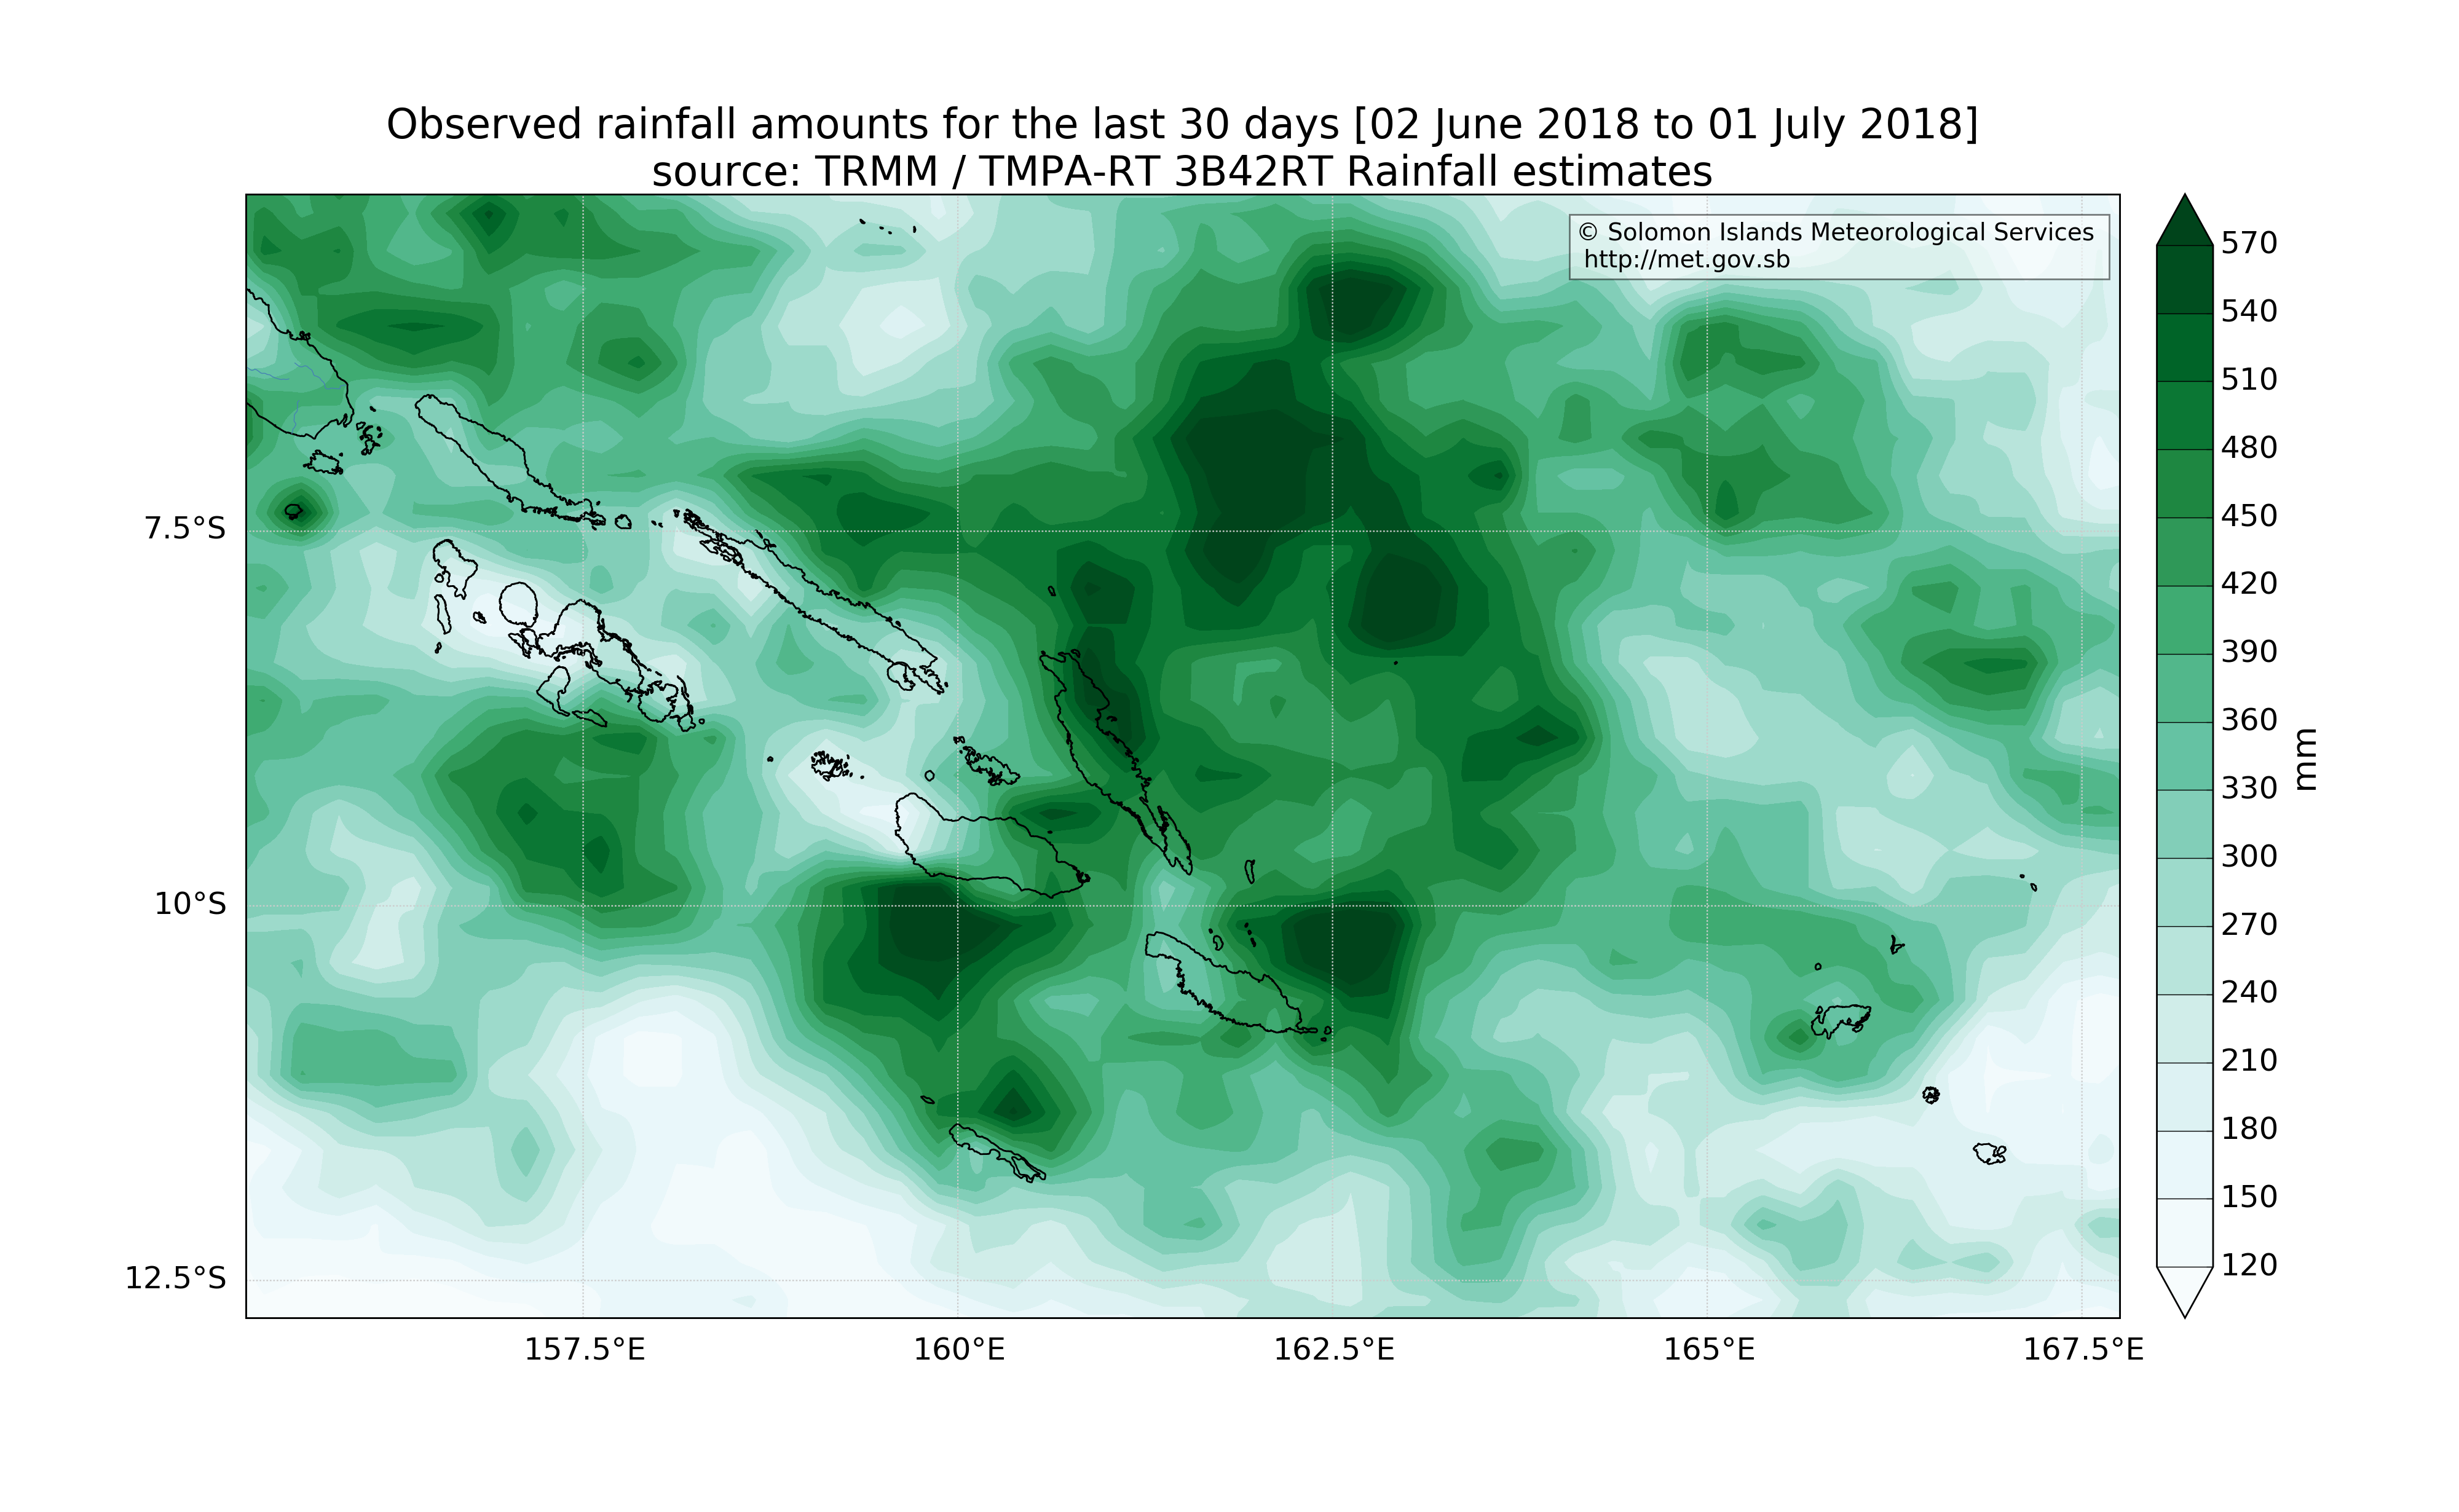 Observed rainfall amounts for the last 30 days [02 June 2018 to 01 July 2018]
source: TRMM / TMPA-RT 3B42RT Rainfall estimates
© Solomon Islands Meteorological Services
http://met.gov.sb
7.5°S
10°S
12.5°S
157.5°E
160°E
162.5°E
165°E
167.5°E
570
540
510
480
450
420
390
360
330
300
270
240
210
180
150
120
mm